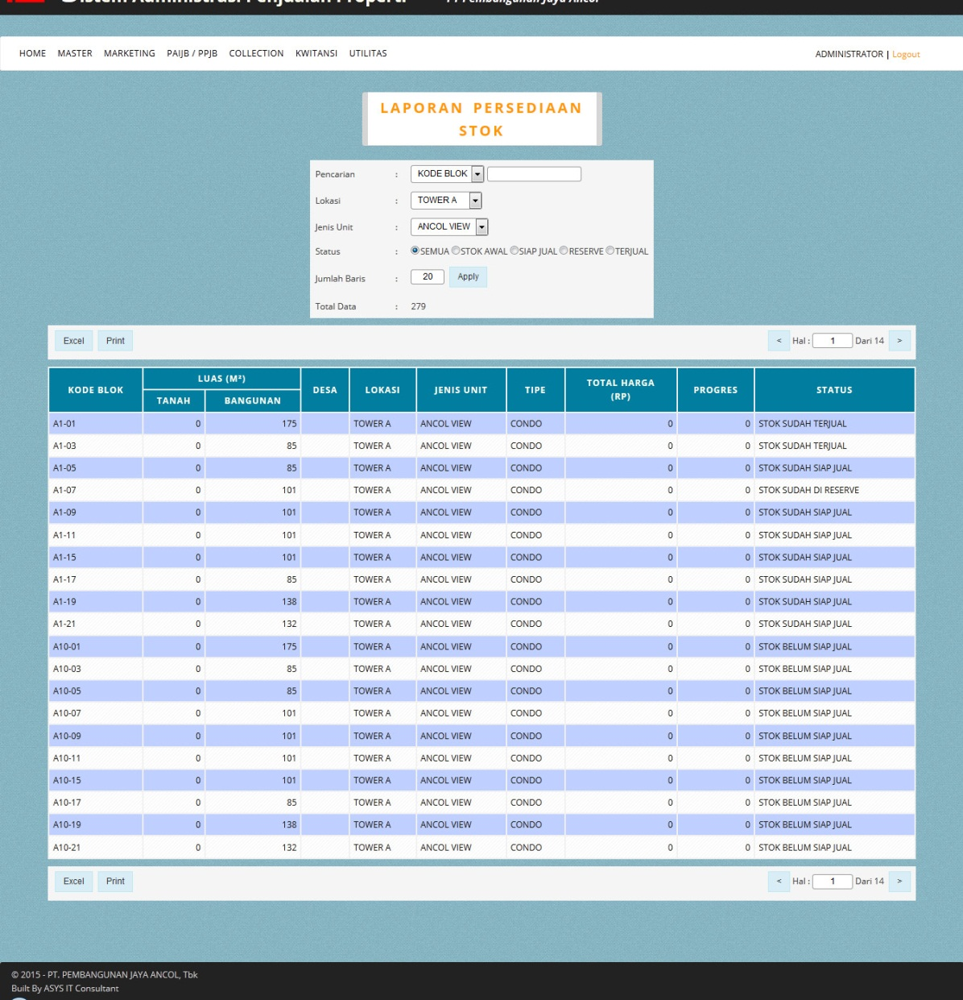 Sistem Administrasi Penjualan Properti PT Pembangunan Jaya Ancol
HOME MASTER MARKETING PAIJB / PPJB COLLECTION KWITANSI UTILITAS ADMINISTRATOR | Logout
LAPORAN PERSEDIAAN
STOK
Pencarian : KODE BLOK
Lokasi : TOWER A
Jenis Unit : ANCOL VIEW
Status : SEMUA STOK AWAL SIAP JUAL RESERVE TERJUAL
Jumlah Baris : 20 Apply
Total Data : 279
Excel Print < Hal : 1 Dari 14 >
KODE BLOK LUAS (M²) DESA LOKASI JENIS UNIT TIPE TOTAL HARGA (RP) PROGRES STATUS
TANAH BANGUNAN
A1-01 0 175 TOWER A ANCOL VIEW CONDO 0 0 STOK SUDAH TERJUAL
A1-03 0 85 TOWER A ANCOL VIEW CONDO 0 0 STOK SUDAH TERJUAL
A1-05 0 85 TOWER A ANCOL VIEW CONDO 0 0 STOK SUDAH SIAP JUAL
A1-07 0 101 TOWER A ANCOL VIEW CONDO 0 0 STOK SUDAH DI RESERVE
A1-09 0 101 TOWER A ANCOL VIEW CONDO 0 0 STOK SUDAH SIAP JUAL
A1-11 0 101 TOWER A ANCOL VIEW CONDO 0 0 STOK SUDAH SIAP JUAL
A1-15 0 101 TOWER A ANCOL VIEW CONDO 0 0 STOK SUDAH SIAP JUAL
A1-17 0 85 TOWER A ANCOL VIEW CONDO 0 0 STOK SUDAH SIAP JUAL
A1-19 0 138 TOWER A ANCOL VIEW CONDO 0 0 STOK SUDAH SIAP JUAL
A1-21 0 132 TOWER A ANCOL VIEW CONDO 0 0 STOK SUDAH SIAP JUAL
A10-01 0 175 TOWER A ANCOL VIEW CONDO 0 0 STOK BELUM SIAP JUAL
A10-03 0 85 TOWER A ANCOL VIEW CONDO 0 0 STOK BELUM SIAP JUAL
A10-05 0 85 TOWER A ANCOL VIEW CONDO 0 0 STOK BELUM SIAP JUAL
A10-07 0 101 TOWER A ANCOL VIEW CONDO 0 0 STOK BELUM SIAP JUAL
A10-09 0 101 TOWER A ANCOL VIEW CONDO 0 0 STOK BELUM SIAP JUAL
A10-11 0 101 TOWER A ANCOL VIEW CONDO 0 0 STOK BELUM SIAP JUAL
A10-15 0 101 TOWER A ANCOL VIEW CONDO 0 0 STOK BELUM SIAP JUAL
A10-17 0 85 TOWER A ANCOL VIEW CONDO 0 0 STOK BELUM SIAP JUAL
A10-19 0 138 TOWER A ANCOL VIEW CONDO 0 0 STOK BELUM SIAP JUAL
A10-21 0 132 TOWER A ANCOL VIEW CONDO 0 0 STOK BELUM SIAP JUAL
Excel Print < Hal : 1 Dari 14 >
© 2015 - PT. PEMBANGUNAN JAYA ANCOL, Tbk
Built By ASYS IT Consultant